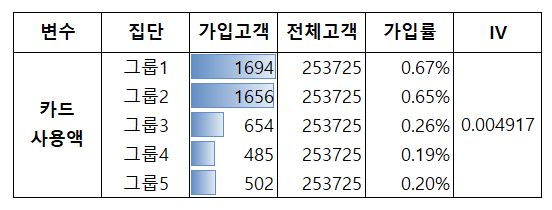 변수 집단 가입고객 전체고객 가입률 IV
카드 사용액 그룹1 1694 253725 0.67% 0.004917
그룹2 1656 253725 0.65%
그룹3 654 253725 0.26%
그룹4 485 253725 0.19%
그룹5 502 253725 0.20%